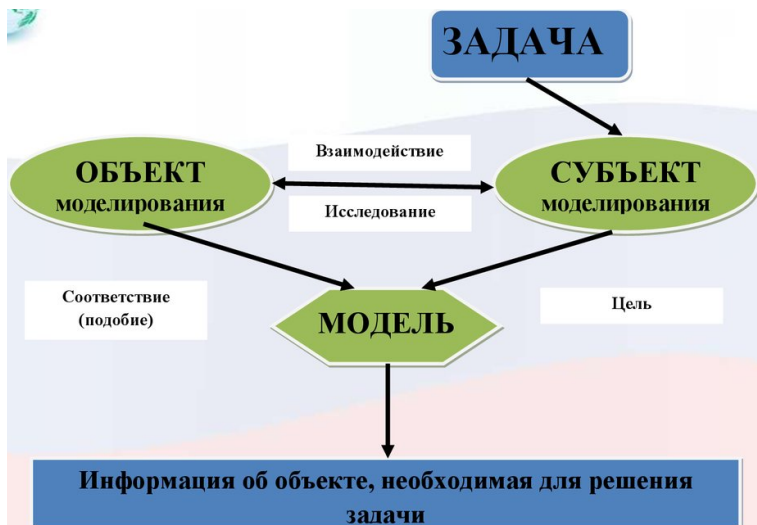 ЗАДАЧА
ОБЪЕКТ
моделирования
Взаимодействие
Исследование
СУБЪЕКТ
моделирования
Соответствие
(подобие)
МОДЕЛЬ
Цель
Информация об объекте, необходимая для решения
задачи